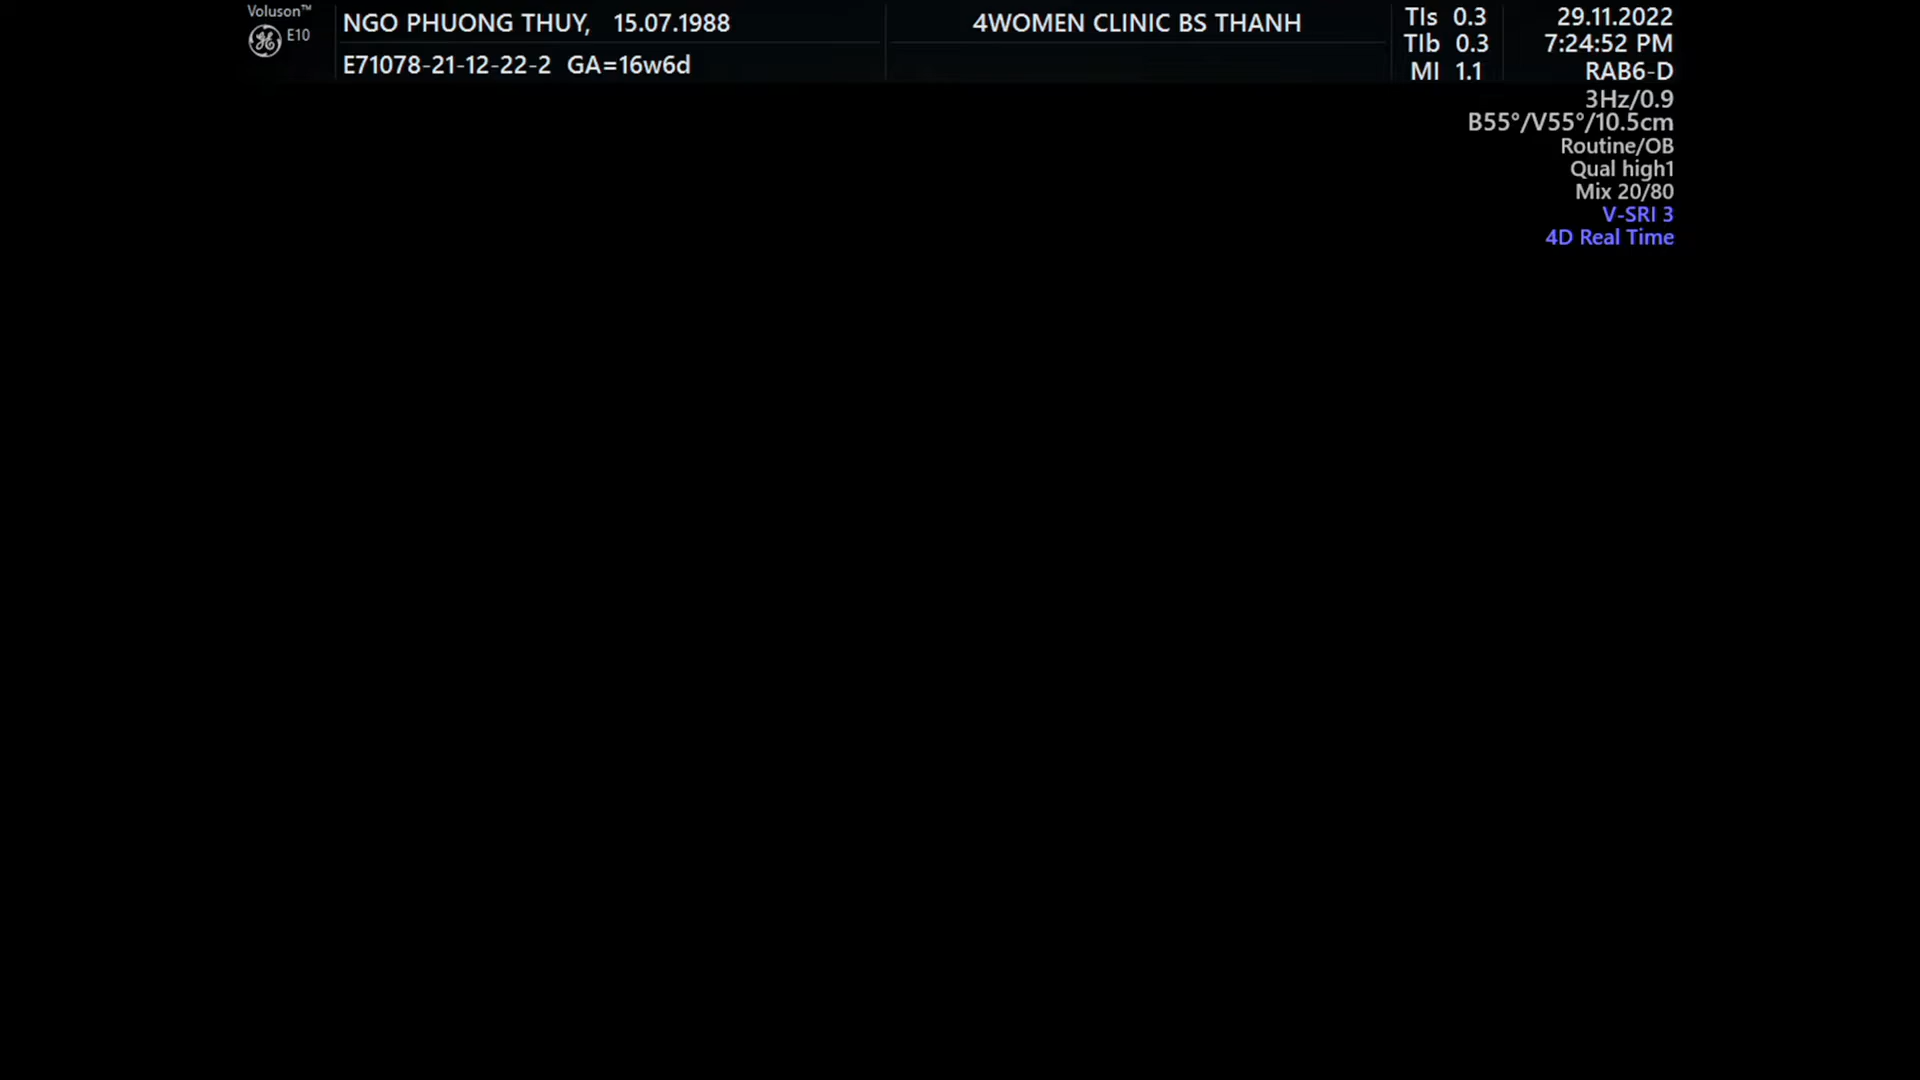 Voluson™
E10
NGO PHUONG THUY, 15.07.1988
E71078-21-12-22-2 GA=16w6d
4WOMEN CLINIC BS THANH
TIs 0.3
TIb 0.3
MI 1.1
29.11.2022
7:24:52 PM
RAB6-D
3Hz/0.9
B55°/V55°/10.5cm
Routine/OB
Qual high1
Mix 20/80
V-SRI 3
4D Real Time